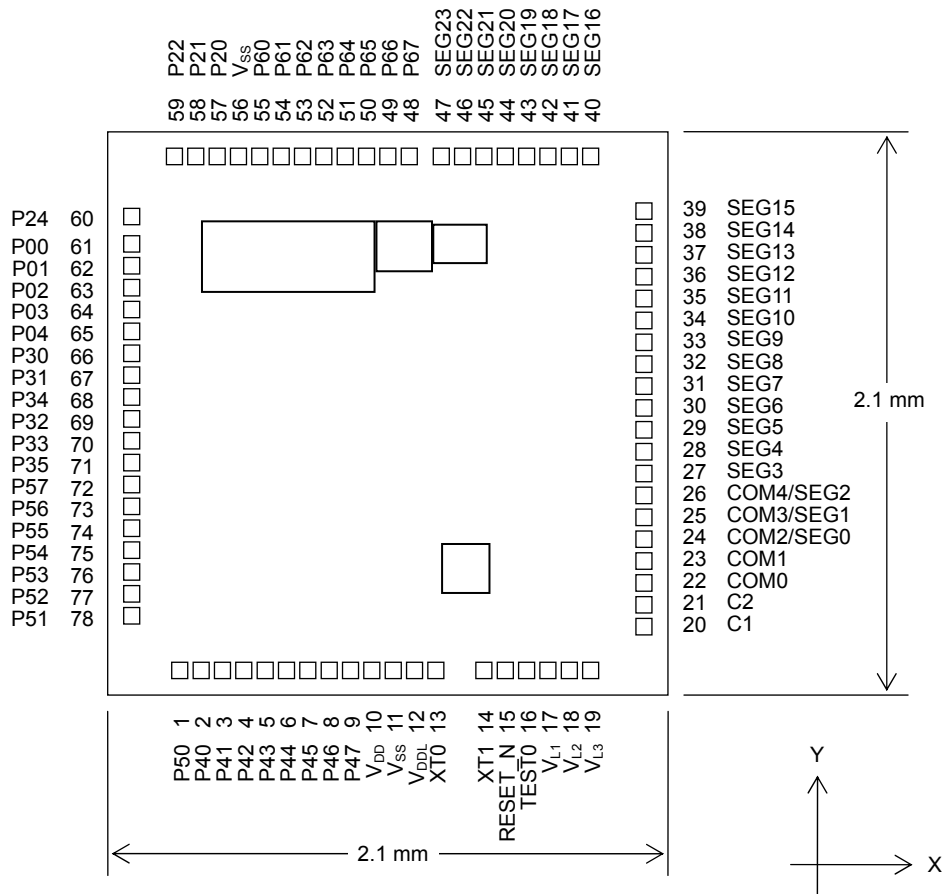 P22 P21 P20 VSS P60 P61 P62 P63 P64 P65 P66 P67 SEG23 SEG22 SEG21 SEG20 SEG19 SEG18 SEG17 SEG16
59 58 57 56 55 54 53 52 51 50 49 48 47 46 45 44 43 42 41 40
P24 60
P00 61
P01 62
P02 63
P03 64
P04 65
P30 66
P31 67
P34 68
P32 69
P33 70
P35 71
P57 72
P56 73
P55 74
P54 75
P53 76
P52 77
P51 78
39 SEG15
38 SEG14
37 SEG13
36 SEG12
35 SEG11
34 SEG10
33 SEG9
32 SEG8
31 SEG7
30 SEG6
29 SEG5
28 SEG4
27 SEG3
26 COM4/SEG2
25 COM3/SEG1
24 COM2/SEG0
23 COM1
22 COM0
21 C2
20 C1
2.1 mm
1 2 3 4 5 6 7 8 9 10 11 12 13 14 15 16 17 18 19
P50 P40 P41 P42 P43 P44 P45 P46 P47 VDD VSS VDDL XT0 XT1 RESET_N TEST0 VL1 VL2 VL3
2.1 mm
Y
X